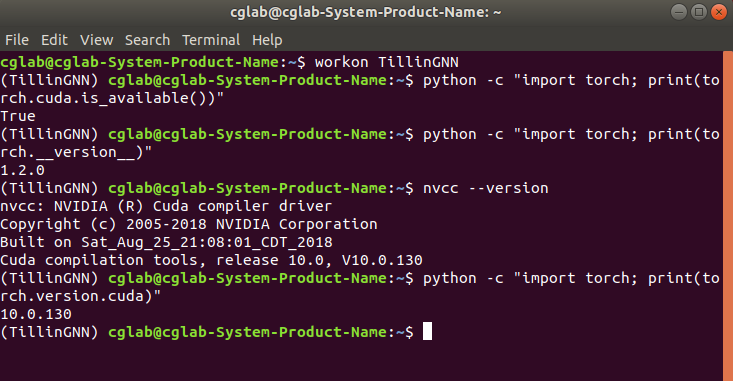 cglab@cglab-System-Product-Name: ~
File Edit View Search Terminal Help
cglab@cglab-System-Product-Name:~$ workon TillinGNN
(TillinGNN) cglab@cglab-System-Product-Name:~$ python -c "import torch; print(to
rch.cuda.is_available())"
True
(TillinGNN) cglab@cglab-System-Product-Name:~$ python -c "import torch; print(to
rch.__version__)"
1.2.0
(TillinGNN) cglab@cglab-System-Product-Name:~$ nvcc --version
nvcc: NVIDIA (R) Cuda compiler driver
Copyright (c) 2005-2018 NVIDIA Corporation
Built on Sat_Aug_25_21:08:01_CDT_2018
Cuda compilation tools, release 10.0, V10.0.130
(TillinGNN) cglab@cglab-System-Product-Name:~$ python -c "import torch; print(to
rch.version.cuda)"
10.0.130
(TillinGNN) cglab@cglab-System-Product-Name:~$